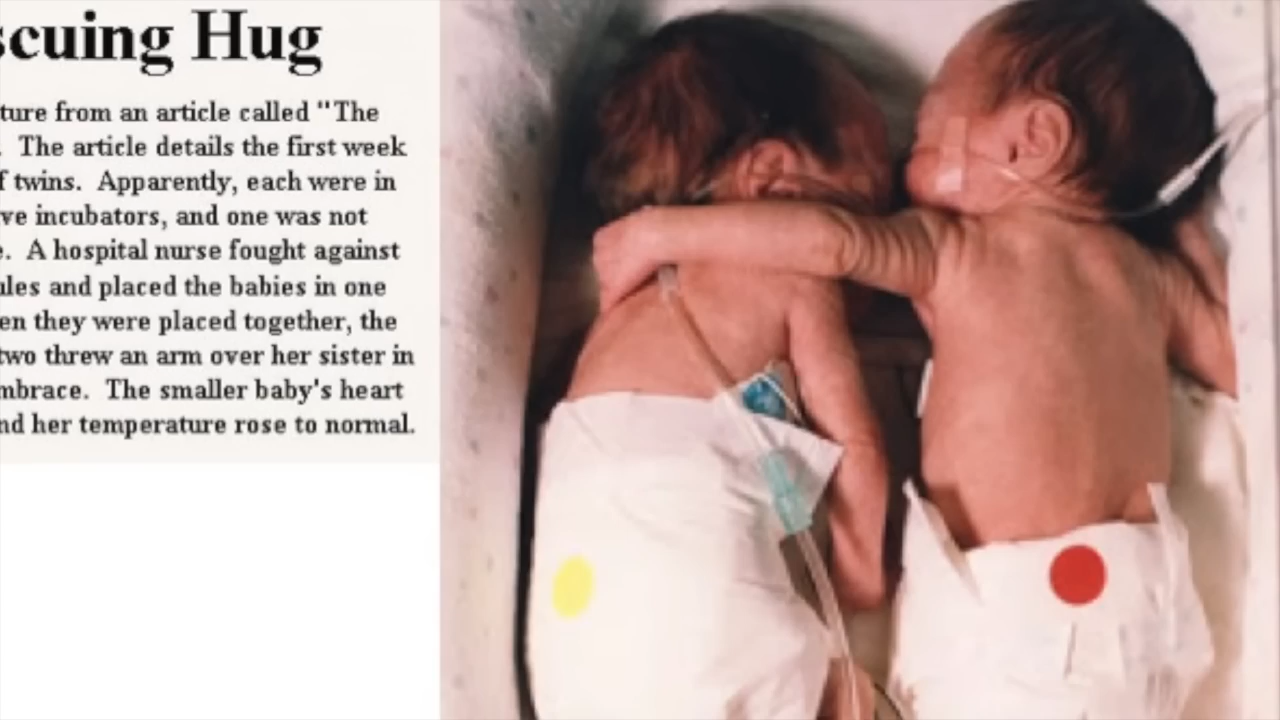 scuing Hug
ture from an article called "The
. The article details the first week
f twins. Apparently, each were in
ve incubators, and one was not
e. A hospital nurse fought against
ules and placed the babies in one
en they were placed together, the
two threw an arm over her sister in
mbrace. The smaller baby's heart
nd her temperature rose to normal.